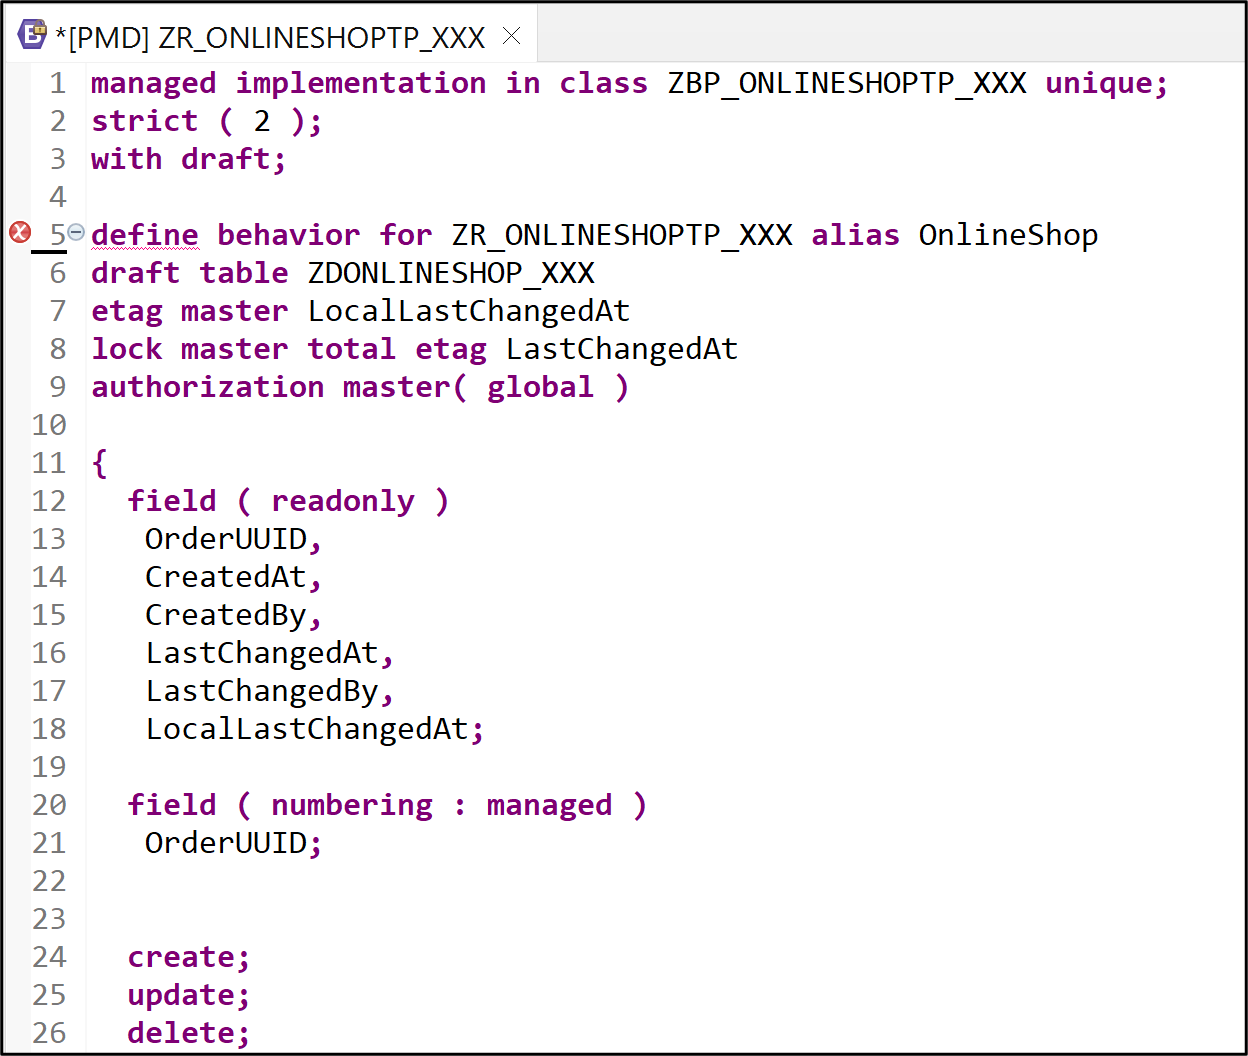 *[PMD] ZR_ONLINESHOPTP_XXX
1 managed implementation in class ZBP_ONLINESHOPTP_XXX unique;
2 strict ( 2 );
3 with draft;
4
5 define behavior for ZR_ONLINESHOPTP_XXX alias OnlineShop
6 draft table ZDONLINESHOP_XXX
7 etag master LocalLastChangedAt
8 lock master total etag LastChangedAt
9 authorization master( global )
10
11 {
12 field ( readonly )
13 OrderUUID,
14 CreatedAt,
15 CreatedBy,
16 LastChangedAt,
17 LastChangedBy,
18 LocalLastChangedAt;
19
20 field ( numbering : managed )
21 OrderUUID;
22
23
24 create;
25 update;
26 delete;